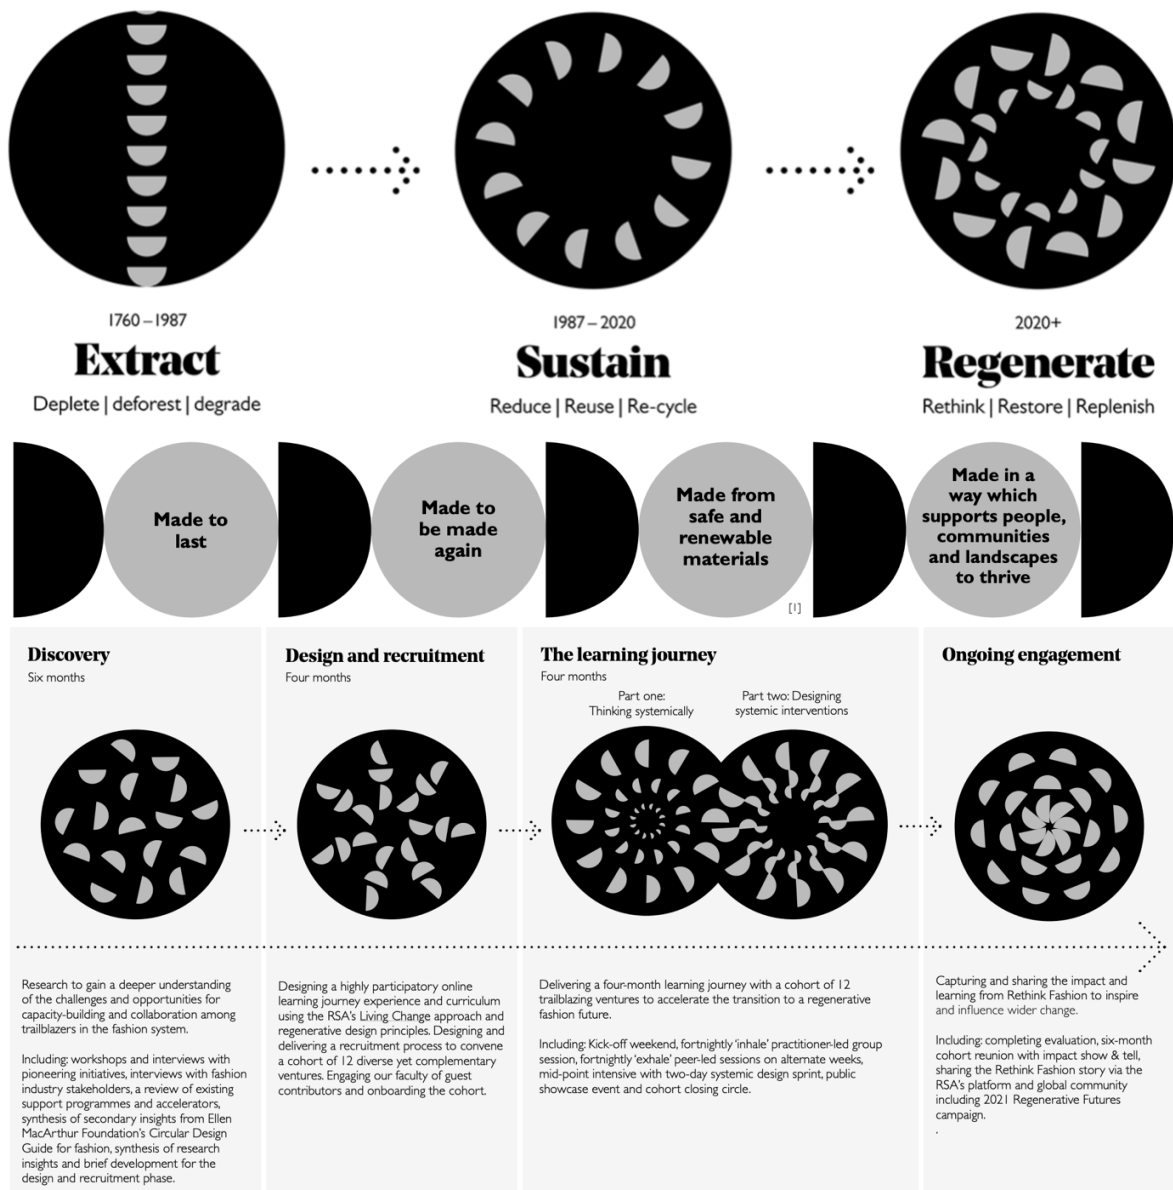 1760 – 1987
Extract
Deplete | deforest | degrade
1987 – 2020
Sustain
Reduce | Reuse | Re-cycle
2020+
Regenerate
Rethink | Restore | Replenish
Made to
last
Made to
be made
again
Made from
safe and
renewable
materials
[1]
Made in a
way which
supports people,
communities
and landscapes
to thrive
Discovery
Six months
Design and recruitment
Four months
The learning journey
Four months
Part one:
Thinking systemically
Part two: Designing
systemic interventions
Ongoing engagement
Research to gain a deeper understanding
of the challenges and opportunities for
capacity-building and collaboration among
trailblazers in the fashion system.
Including: workshops and interviews with
pioneering initiatives, interviews with fashion
industry stakeholders, a review of existing
support programmes and accelerators,
synthesis of secondary insights from Ellen
MacArthur Foundation's Circular Design
Guide for fashion, synthesis of research
insights and brief development for the
design and recruitment phase.
Designing a highly participatory online
learning journey experience and curriculum
using the RSA's Living Change approach and
regenerative design principles. Designing and
delivering a recruitment process to convene
a cohort of 12 diverse yet complementary
ventures. Engaging our faculty of guest
contributors and onboarding the cohort.
Delivering a four-month learning journey with a cohort of 12
trailblazing ventures to accelerate the transition to a regenerative
fashion future.
Including: Kick-off weekend, fortnightly 'inhale' practitioner-led group
session, fortnightly 'exhale' peer-led sessions on alternate weeks,
mid-point intensive with two-day systemic design sprint, public
showcase event and cohort closing circle.
Capturing and sharing the impact and
learning from Rethink Fashion to inspire
and influence wider change.
Including: completing evaluation, six-month
cohort reunion with impact show & tell,
sharing the Rethink Fashion story via the
RSA's platform and global community
including 2021 Regenerative Futures
campaign.
.